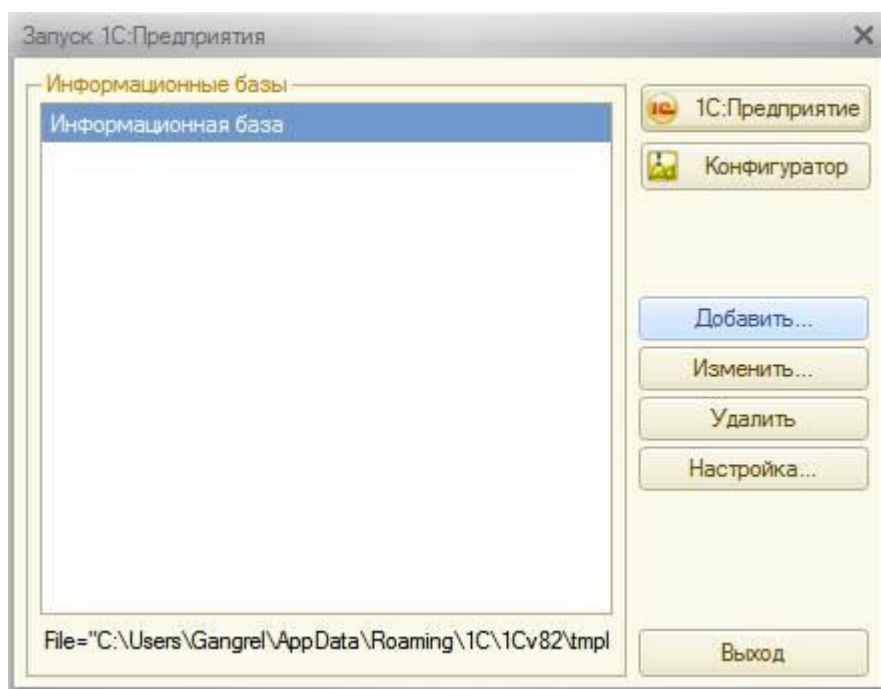 Запуск 1С:Предприятия
Информационные базы
Информационная база
1С:Предприятие
Конфигуратор
Добавить...
Изменить...
Удалить
Настройка...
File="C:\Users\Gangrel\AppData\Roaming\1C\1Cv82\tmpl
Выход